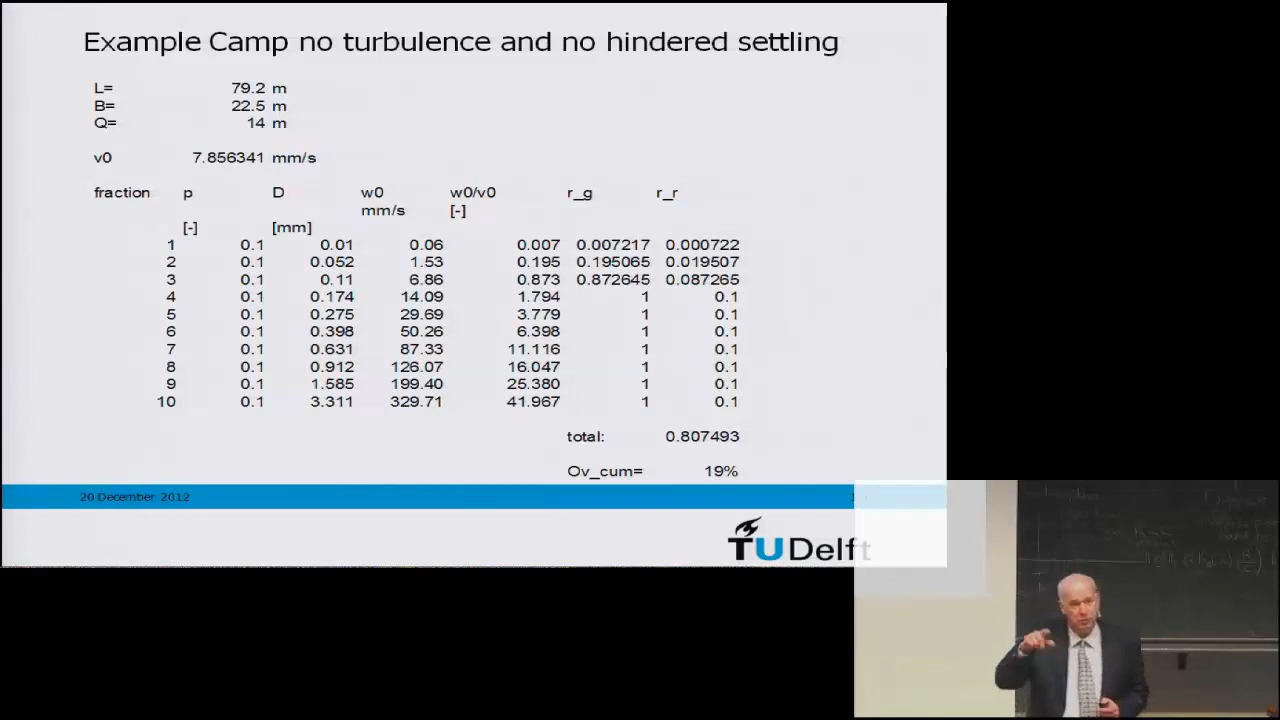 Example Camp no turbulence and no hindered settling
L= 79.2 m
B= 22.5 m
Q= 14 m
v0 7.856341 mm/s
fraction p D w0 w0/v0 r_g r_r
mm/s [-]
[-] [mm]
1 0.1 0.01 0.06 0.007 0.007217 0.000722
2 0.1 0.052 1.53 0.195 0.195065 0.019507
3 0.1 0.11 6.86 0.873 0.872645 0.087265
4 0.1 0.174 14.09 1.794 1 0.1
5 0.1 0.275 29.69 3.779 1 0.1
6 0.1 0.398 50.26 6.398 1 0.1
7 0.1 0.631 87.33 11.116 1 0.1
8 0.1 0.912 126.07 16.047 1 0.1
9 0.1 1.585 199.40 25.380 1 0.1
10 0.1 3.311 329.71 41.967 1 0.1
total: 0.807493
Ov_cum= 19%
20 December 2012
TU Delft